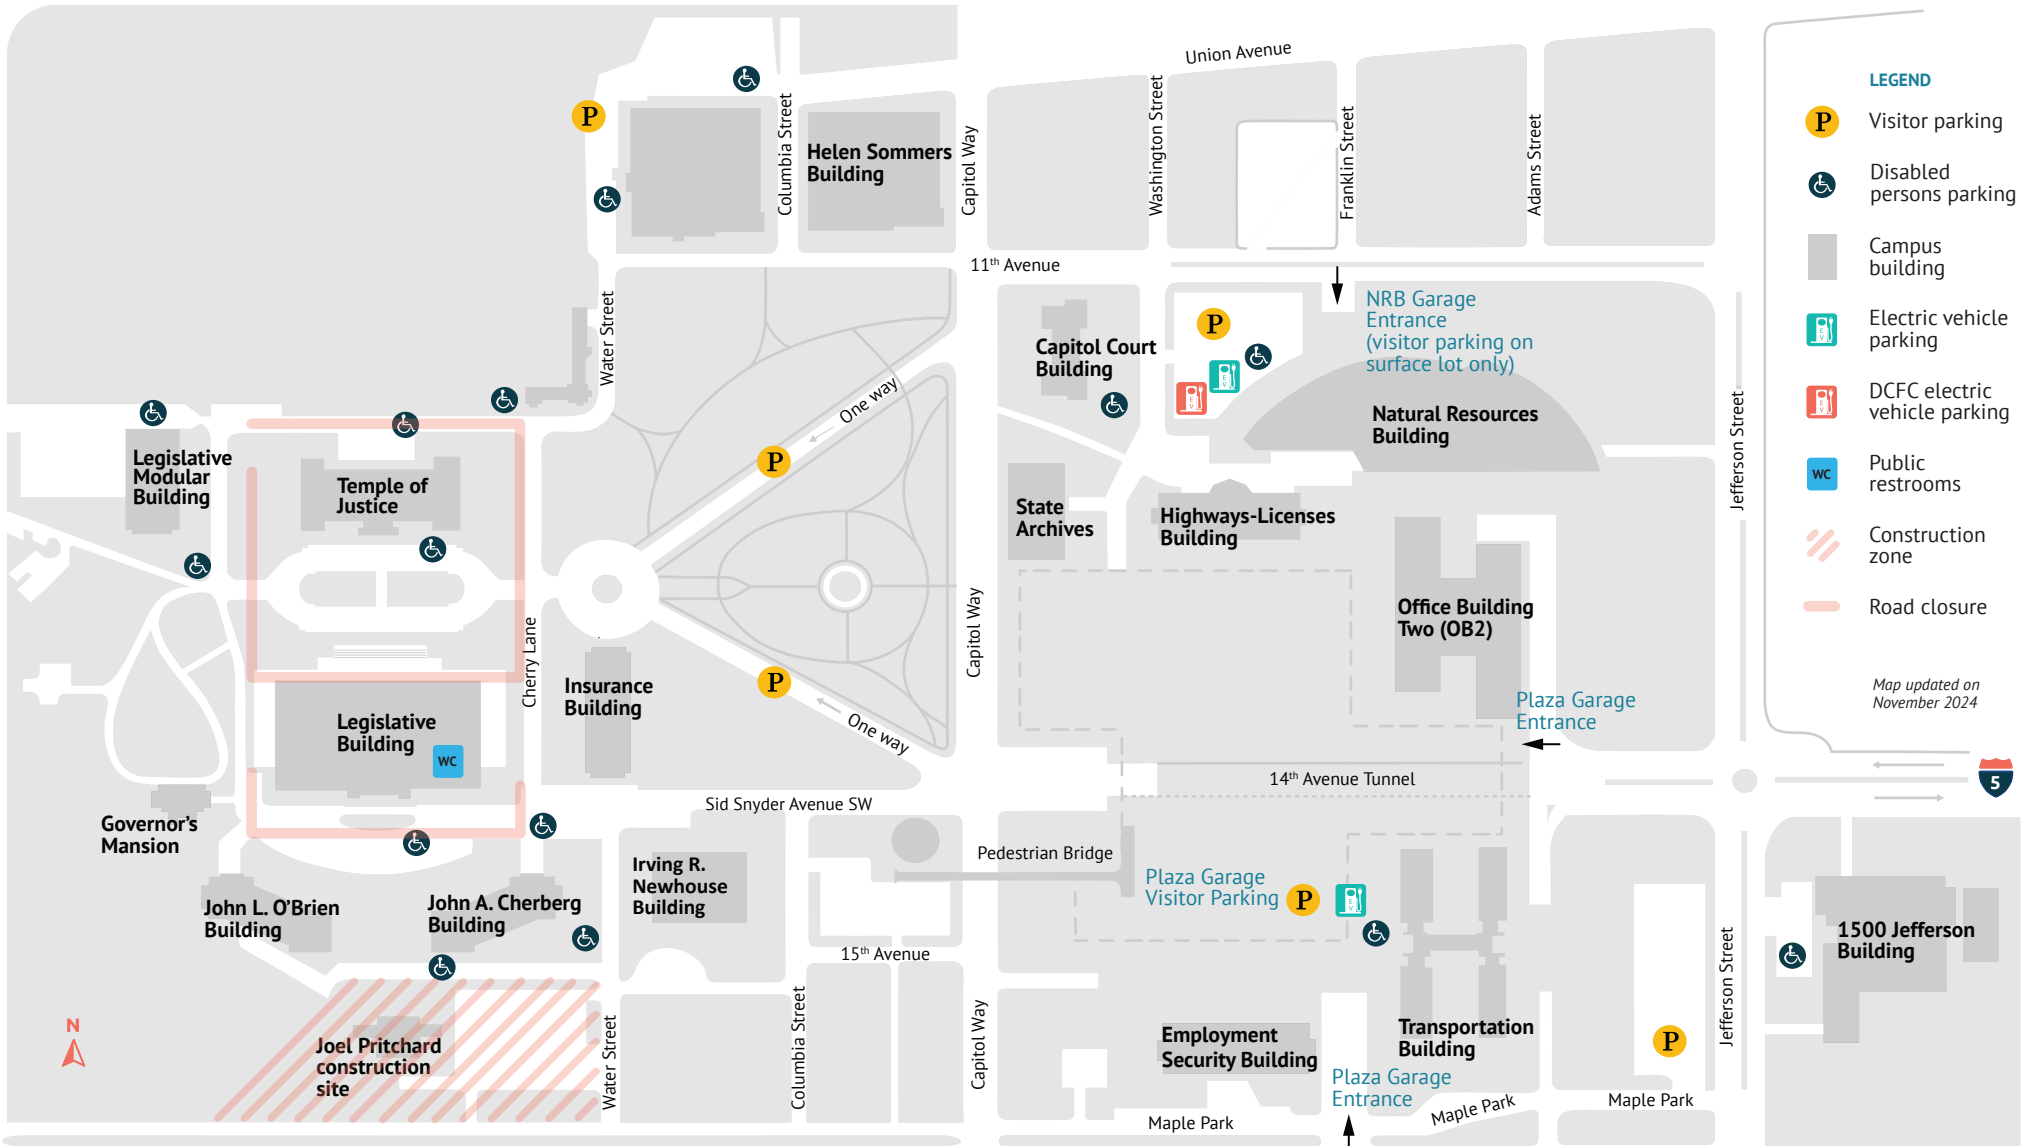 Union Avenue
Columbia Street
Helen Sommers
Building
Capitol Way
Washington Street
Franklin Street
Adams Street
P
11th Avenue
Water Street
Capitol Court
Building
P
EV
EV
NRB Garage
Entrance
(visitor parking on
surface lot only)
Natural Resources
Building
Jefferson Street
One way
P
Legislative
Modular
Building
Temple of
Justice
State
Archives
Highways-Licenses
Building
Office Building
Two (OB2)
Cherry Lane
Capitol Way
Insurance
Building
P
One way
Legislative
Building
WC
Plaza Garage
Entrance
14th Avenue Tunnel
Sid Snyder Avenue SW
Governor's
Mansion
Irving R.
Newhouse
Building
Pedestrian Bridge
Plaza Garage
Visitor Parking
P
EV
John L. O'Brien
Building
John A. Cherberg
Building
15th Avenue
Jefferson Street
1500 Jefferson
Building
N
Joel Pritchard
construction
site
Water Street
Columbia Street
Capitol Way
Employment
Security Building
Transportation
Building
Plaza Garage
Entrance
P
Maple Park
Maple Park
Maple Park
LEGEND
P
Visitor parking
Disabled
persons parking
Campus
building
EV
Electric vehicle
parking
EV
DCFC electric
vehicle parking
WC
Public
restrooms
Construction
zone
Road closure
Map updated on
November 2024
5